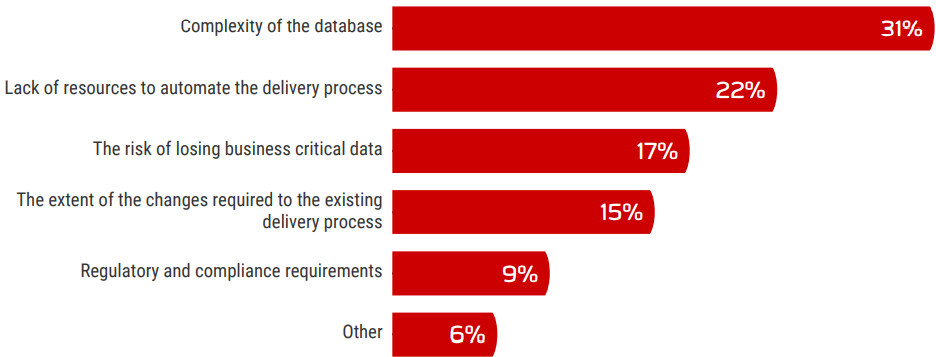 Complexity of the database 31%
Lack of resources to automate the delivery process 22%
The risk of losing business critical data 17%
The extent of the changes required to the existing
delivery process 15%
Regulatory and compliance requirements 9%
Other 6%